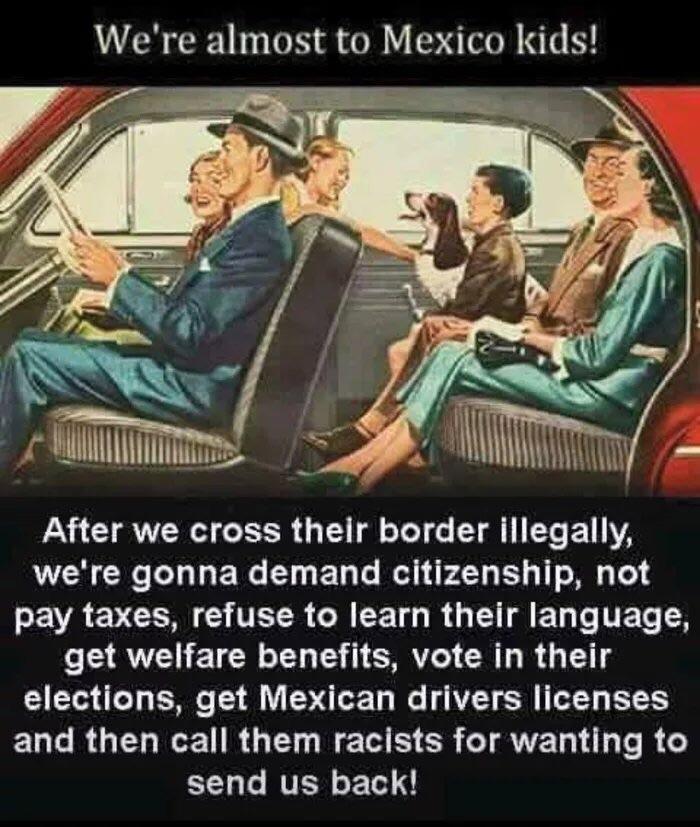 We're almost to Mexico kids!
After we cross their border illegally,
we're gonna demand citizenship, not
pay taxes, refuse to learn their language,
get welfare benefits, vote in their
elections, get Mexican drivers licenses
and then call them racists for wanting to
send us back!